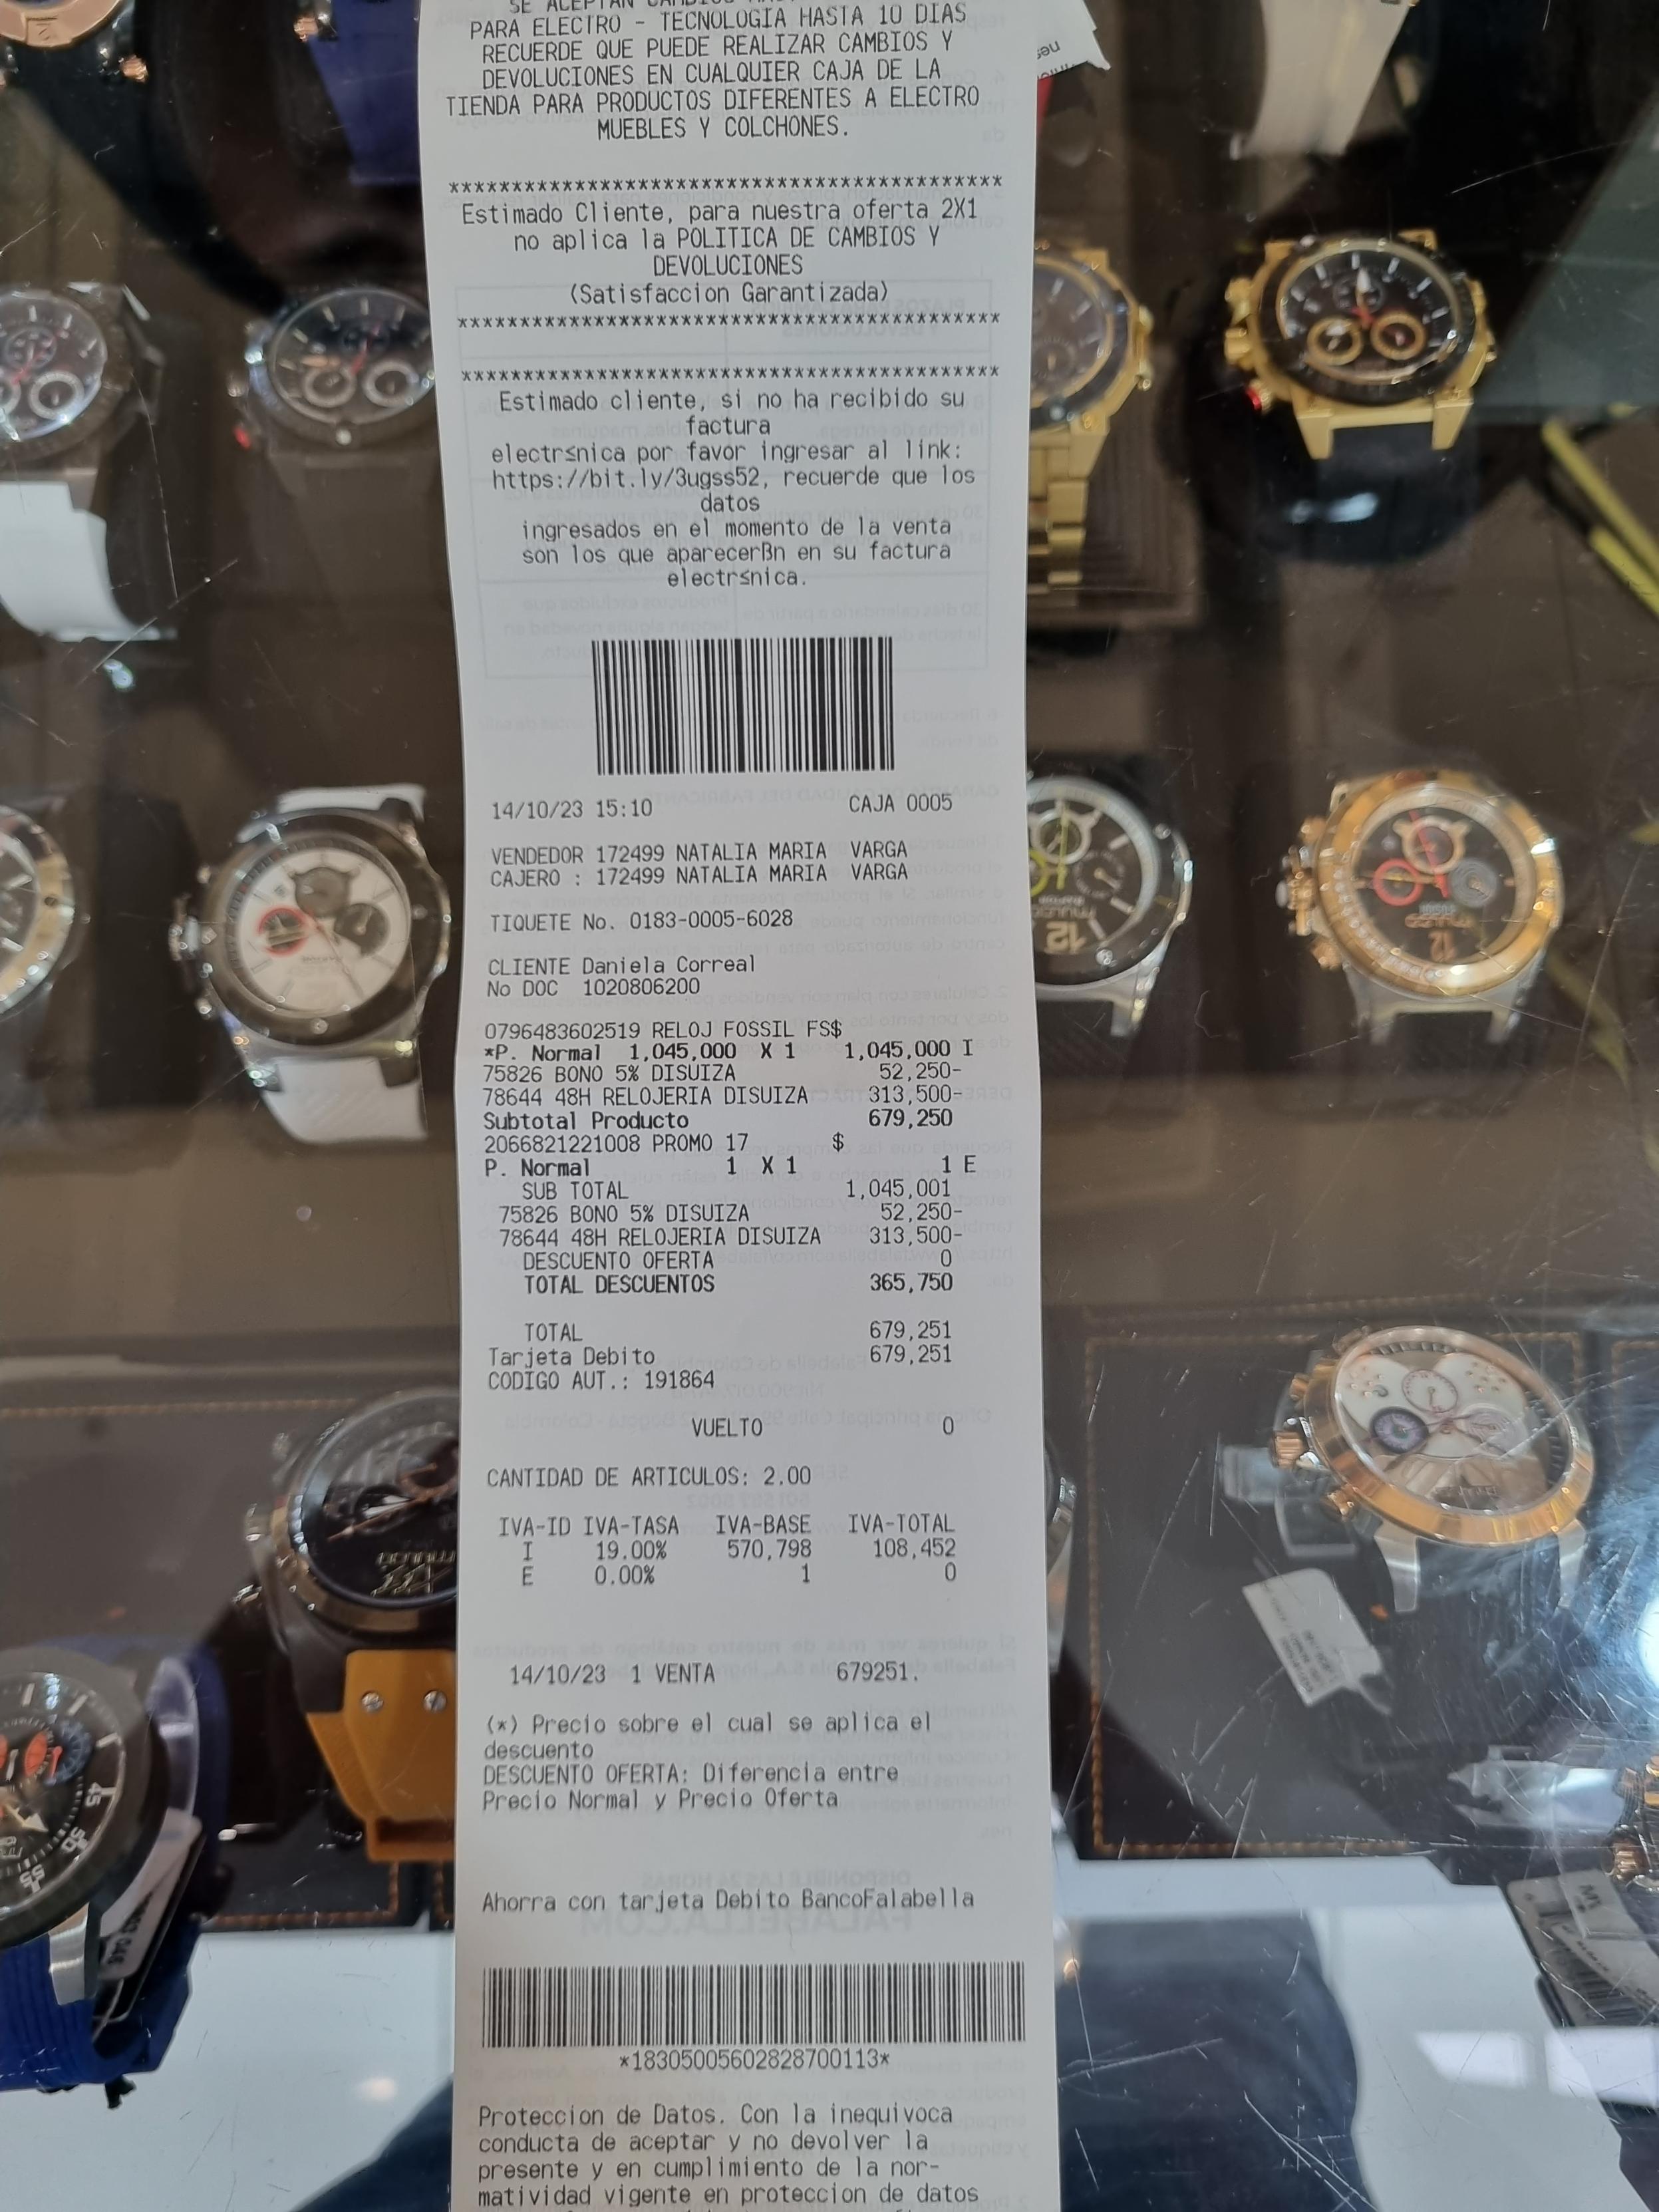 SE ACEPTAN CAMBIOS
PARA ELECTRO - TECNOLOGIA HASTA 10 DIAS
RECUERDE QUE PUEDE REALIZAR CAMBIOS Y
DEVOLUCIONES EN CUALQUIER CAJA DE LA
TIENDA PARA PRODUCTOS DIFERENTES A ELECTRO
MUEBLES Y COLCHONES.
********************************************
Estimado Cliente, para nuestra oferta 2X1
no aplica la POLITICA DE CAMBIOS Y
DEVOLUCIONES
(Satisfaccion Garantizada)
********************************************
********************************************
Estimado cliente, si no ha recibido su
factura
electr≤nica por favor ingresar al link:
https://bit.ly/3ugss52, recuerde que los
datos
ingresados en el momento de la venta
son los que aparecerßn en su factura
electr≤nica.
14/10/23 15:10 CAJA 0005
VENDEDOR 172499 NATALIA MARIA VARGA
CAJERO : 172499 NATALIA MARIA VARGA
TIQUETE No. 0183-0005-6028
CLIENTE Daniela Correal
No DOC 1020806200
0796483602519 RELOJ FOSSIL FS$
*P. Normal 1,045,000 X 1 1,045,000 I
75826 BONO 5% DISUIZA 52,250-
78644 48H RELOJERIA DISUIZA 313,500-
Subtotal Producto 679,250
2066821221008 PROMO 17 $
P. Normal 1 X 1 1 E
SUB TOTAL 1,045,001
75826 BONO 5% DISUIZA 52,250-
78644 48H RELOJERIA DISUIZA 313,500-
DESCUENTO OFERTA 0
TOTAL DESCUENTOS 365,750
TOTAL 679,251
Tarjeta Debito 679,251
CODIGO AUT.: 191864
VUELTO 0
CANTIDAD DE ARTICULOS: 2.00
IVA-ID IVA-TASA IVA-BASE IVA-TOTAL
I 19.00% 570,798 108,452
E 0.00% 1 0
14/10/23 1 VENTA 679251.
(*) Precio sobre el cual se aplica el
descuento
DESCUENTO OFERTA: Diferencia entre
Precio Normal y Precio Oferta
Ahorra con tarjeta Debito BancoFalabella
*18305005602828700113*
Proteccion de Datos. Con la inequivoca
conducta de aceptar y no devolver la
presente y en cumplimiento de la nor-
matividad vigente en proteccion de datos